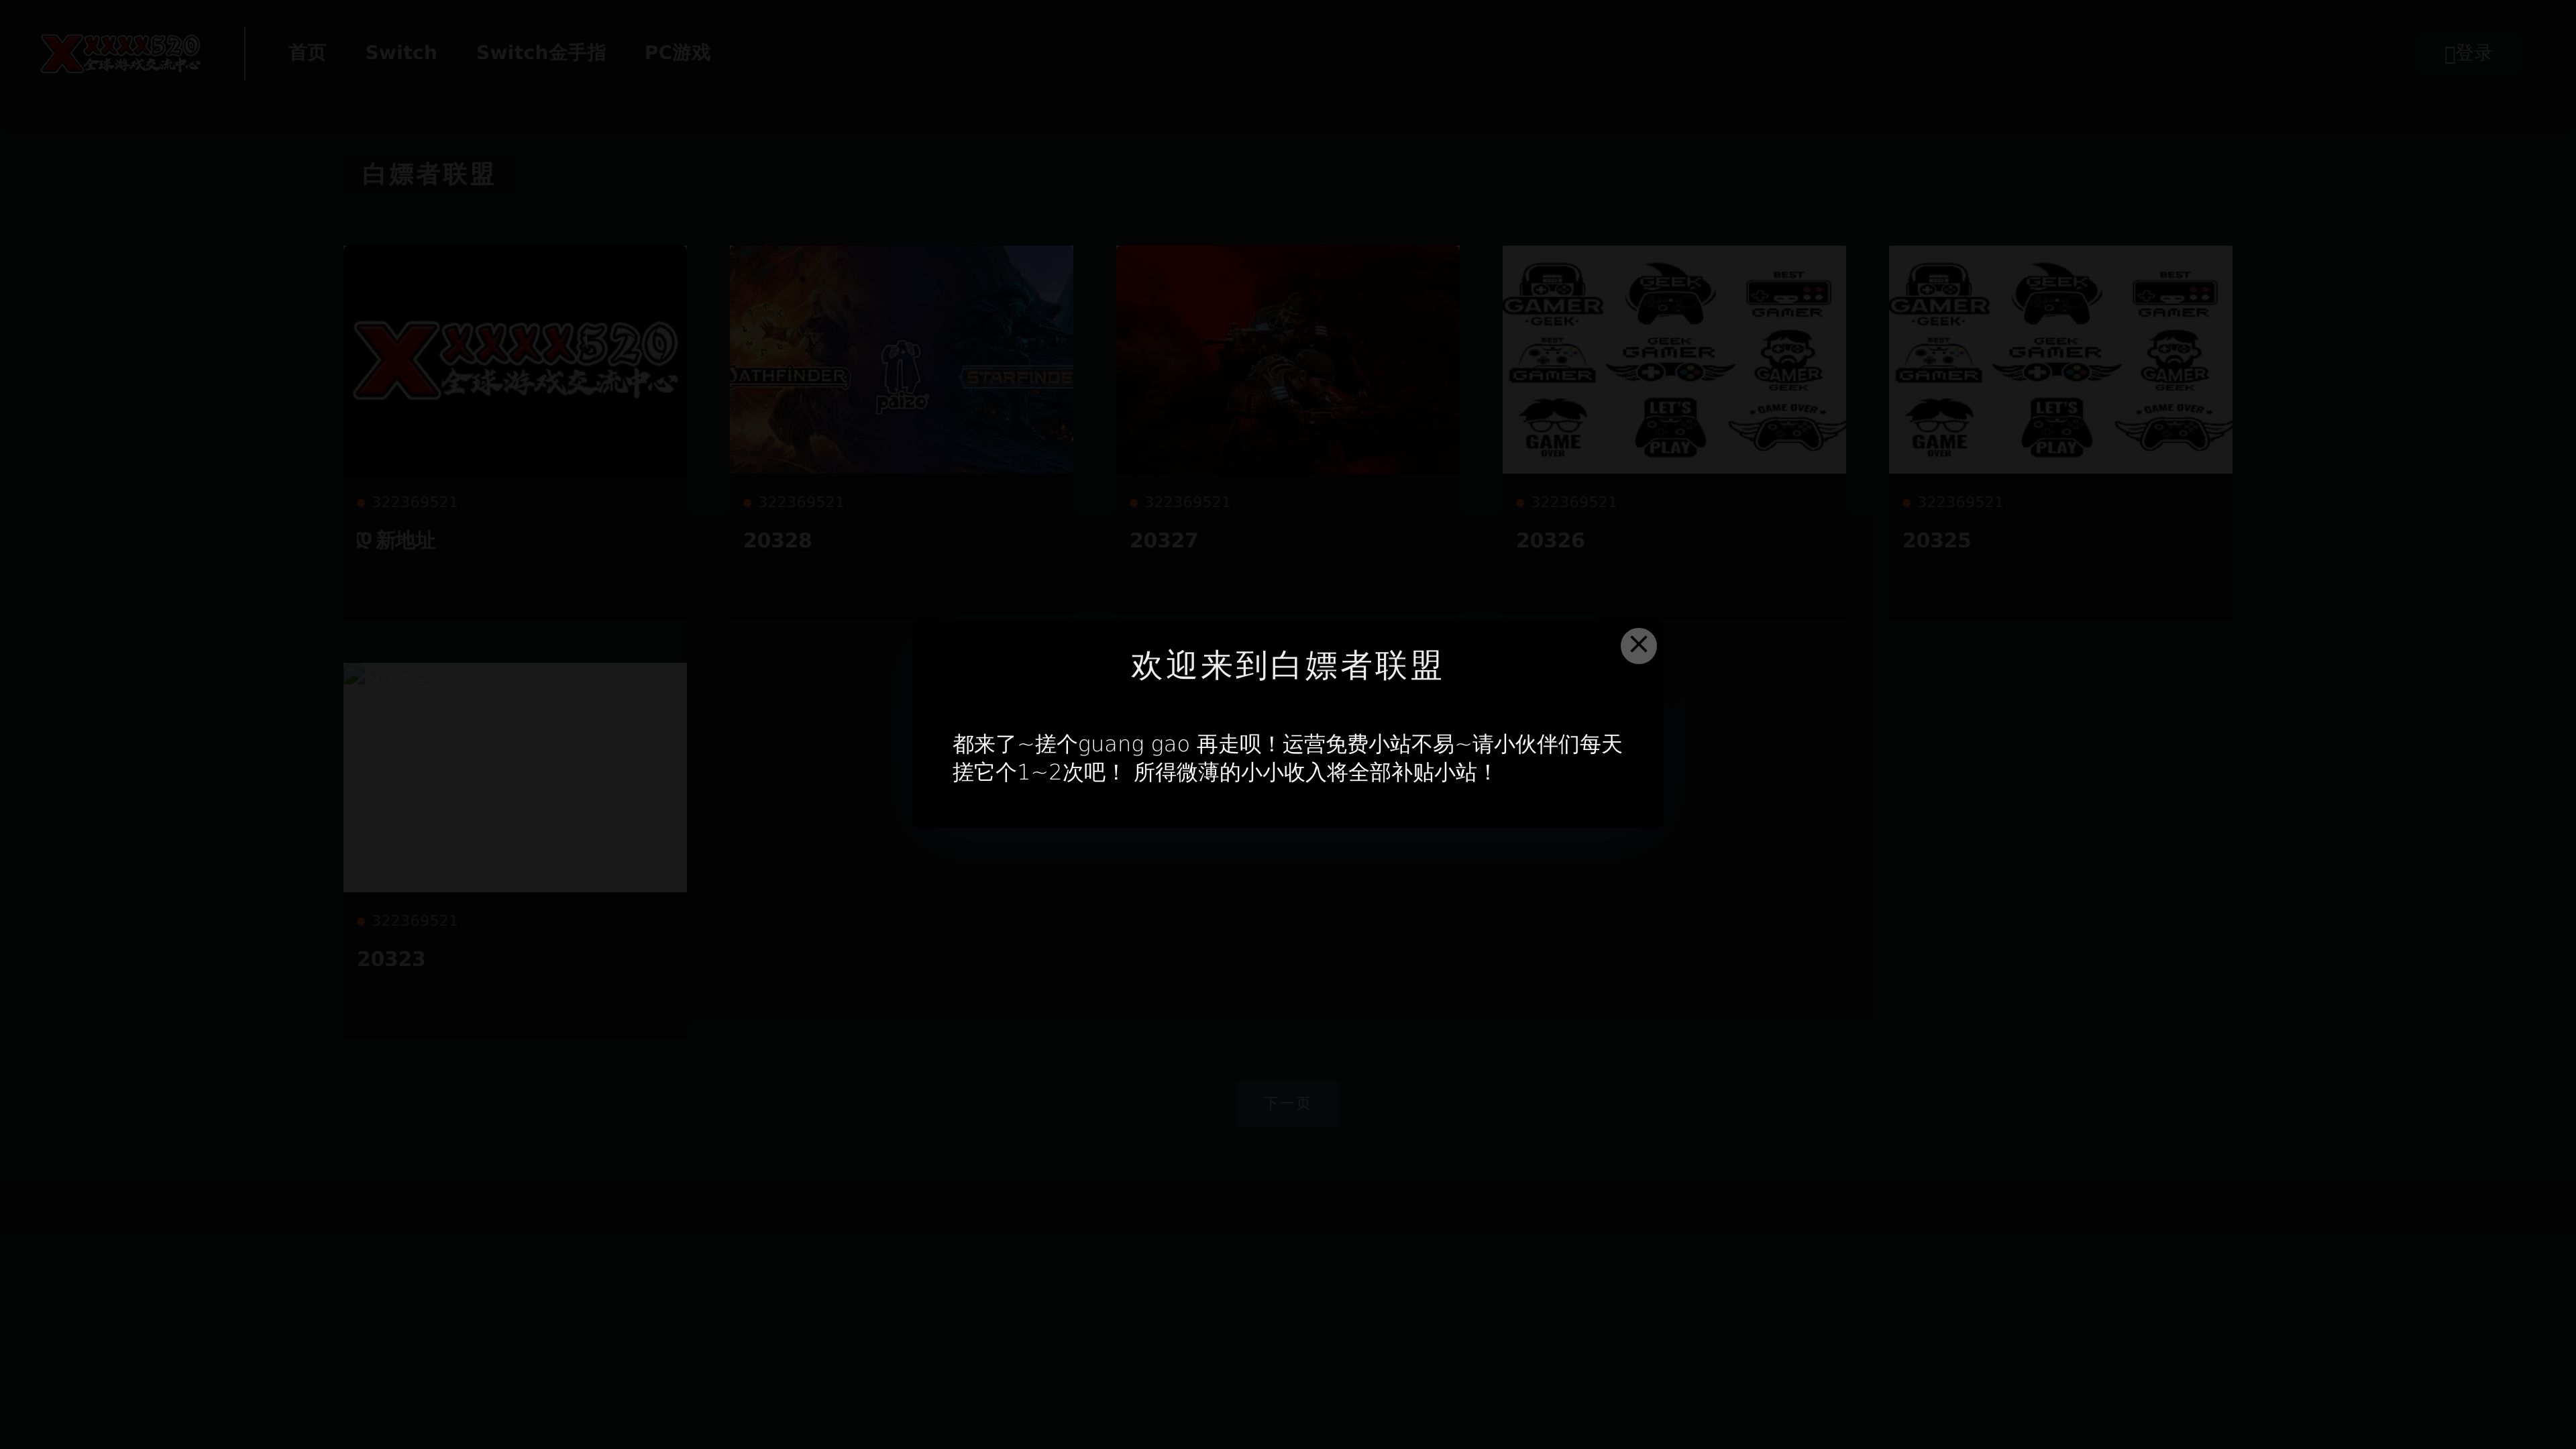 Xxxxx520
全球游戏交流中心
首页 Switch Switch金手指 PC游戏
登录
白嫖者联盟
Xxxxx520
全球游戏交流中心
PATHFINDER
paizo
STARFINDE
GAMER
·GEEK·
GEEK
BEST
GAMER
BEST
GAMER
GEEK
GAMER
GAMER
GEEK
GAME
OVER
LET'S
PLAY
GAME OVER
GAMER
·GEEK·
GEEK
BEST
GAMER
BEST
GAMER
GEEK
GAMER
GAMER
GEEK
GAME
OVER
LET'S
PLAY
GAME OVER
322369521
新地址
322369521
20328
322369521
20327
322369521
20326
322369521
20325
欢迎来到白嫖者联盟
都来了~搓个guang gao 再走呗！运营免费小站不易~请小伙伴们每天
搓它个1~2次吧！ 所得微薄的小小收入将全部补贴小站！
322369521
20323
下一页